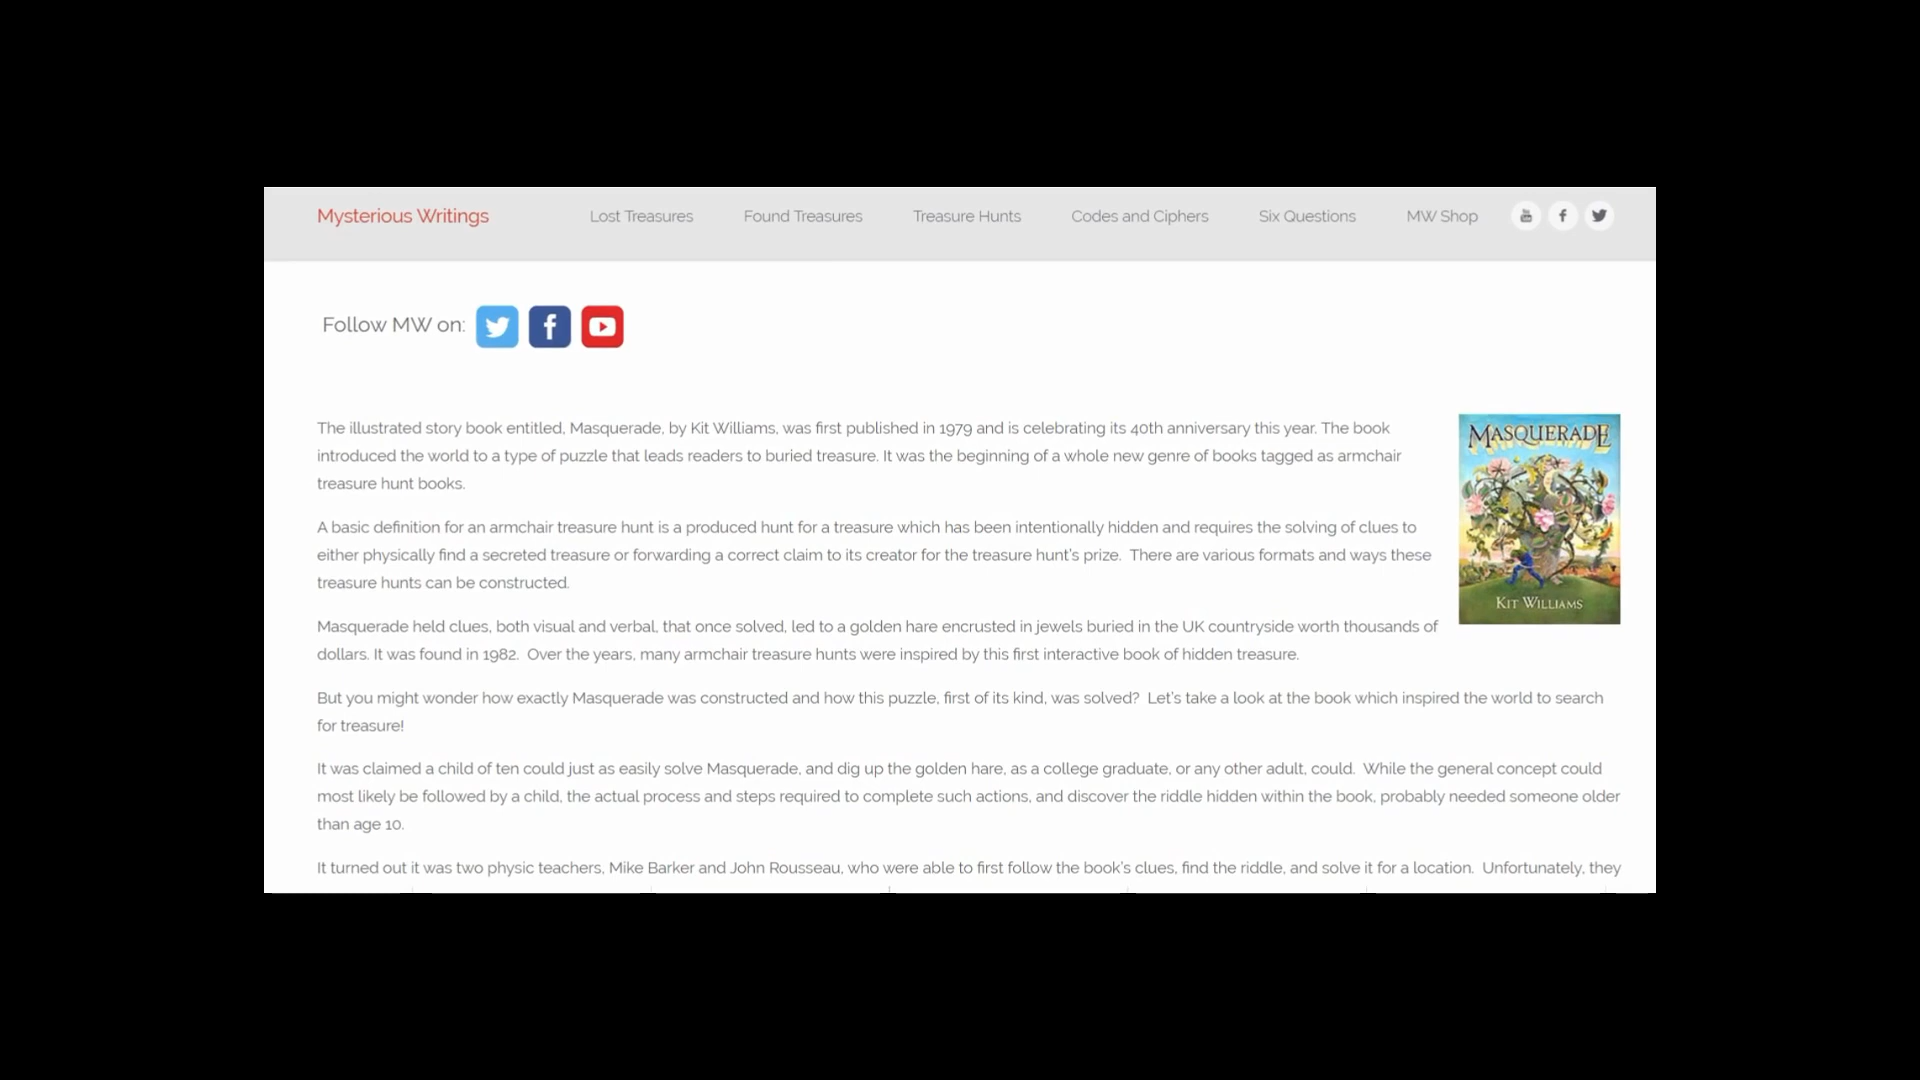 Mysterious Writings Lost Treasures Found Treasures Treasure Hunts Codes and Ciphers Six Questions MW Shop
Follow MW on:
The illustrated story book entitled, Masquerade, by Kit Williams, was first published in 1979 and is celebrating its 40th anniversary this year. The book
introduced the world to a type of puzzle that leads readers to buried treasure. It was the beginning of a whole new genre of books tagged as armchair
treasure hunt books.
MASQUERADE
KIT WILLIAMS
A basic definition for an armchair treasure hunt is a produced hunt for a treasure which has been intentionally hidden and requires the solving of clues to
either physically find a secreted treasure or forwarding a correct claim to its creator for the treasure hunt's prize. There are various formats and ways these
treasure hunts can be constructed.
Masquerade held clues, both visual and verbal, that once solved, led to a golden hare encrusted in jewels buried in the UK countryside worth thousands of
dollars. It was found in 1982. Over the years, many armchair treasure hunts were inspired by this first interactive book of hidden treasure.
But you might wonder how exactly Masquerade was constructed and how this puzzle, first of its kind, was solved? Let's take a look at the book which inspired the world to search
for treasure!
It was claimed a child of ten could just as easily solve Masquerade, and dig up the golden hare, as a college graduate, or any other adult, could. While the general concept could
most likely be followed by a child, the actual process and steps required to complete such actions, and discover the riddle hidden within the book, probably needed someone older
than age 10.
It turned out it was two physic teachers, Mike Barker and John Rousseau, who were able to first follow the book's clues, find the riddle, and solve it for a location. Unfortunately, they